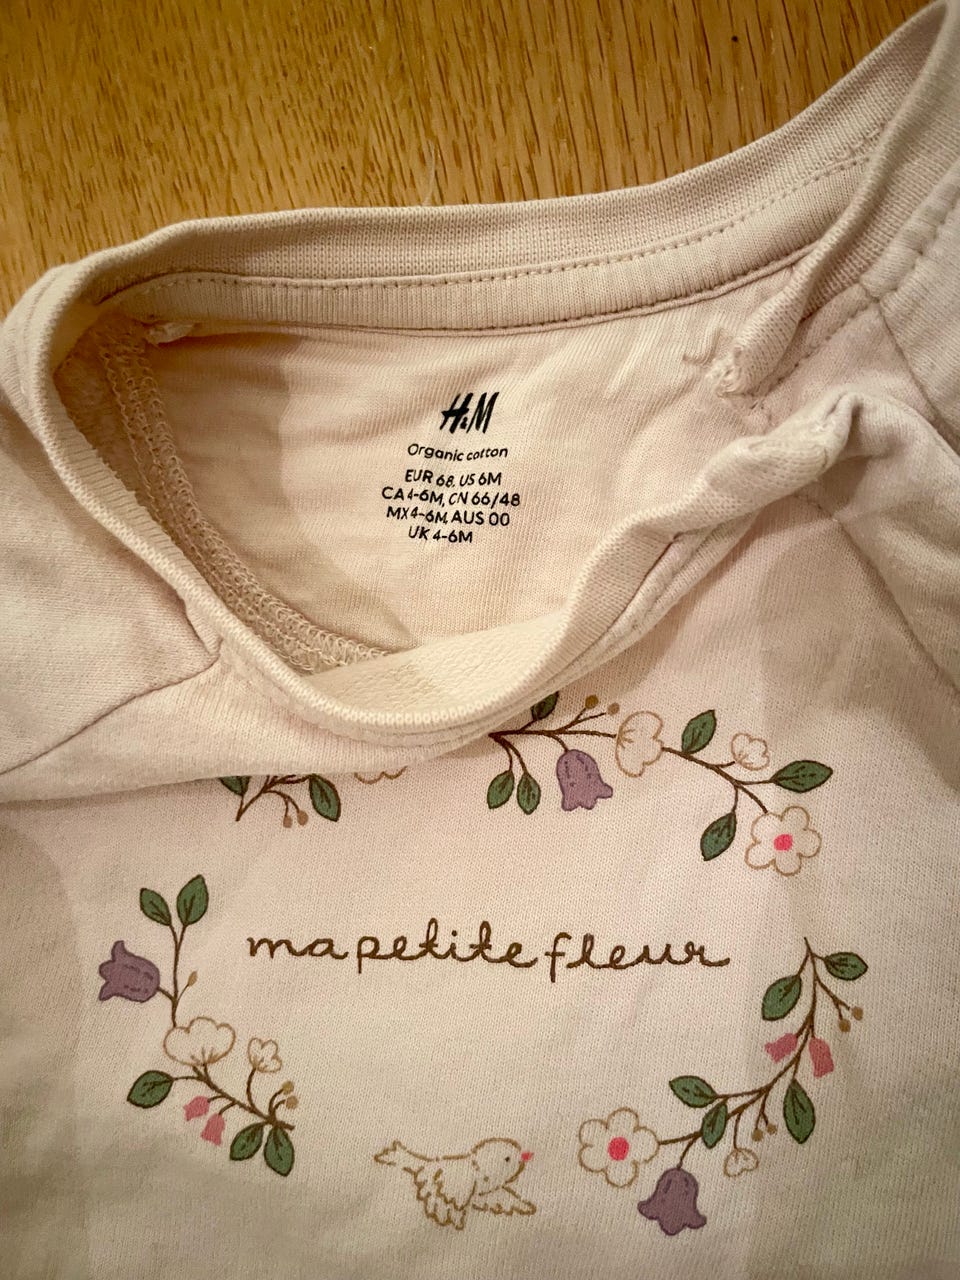 H&M
Organic cotton
EUR 68, US 6M
CA 4-6M, CN 66/48
MX 4-6M, AUS 00
UK 4-6M
ma petite fleur